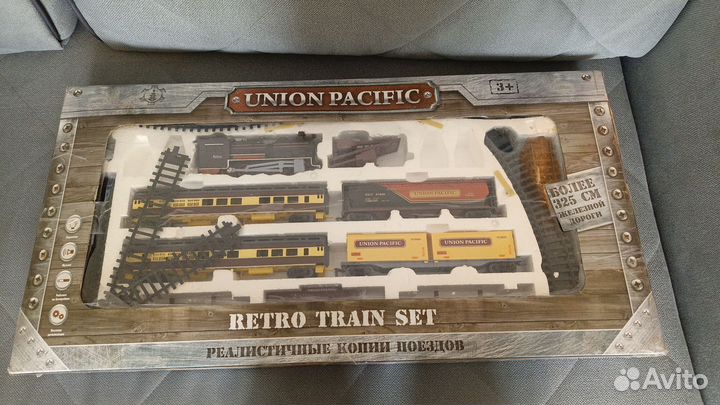 UNION PACIFIC
3+
UNION PACIFIC
UNION PACIFIC
UNION PACIFIC
БОЛЕЕ
325 СМ
ЖЕЛЕЗНОЙ
ДОРОГИ
RETRO TRAIN SET
РЕАЛИСТИЧНЫЕ КОПИИ ПОЕЗДОВ
Avito